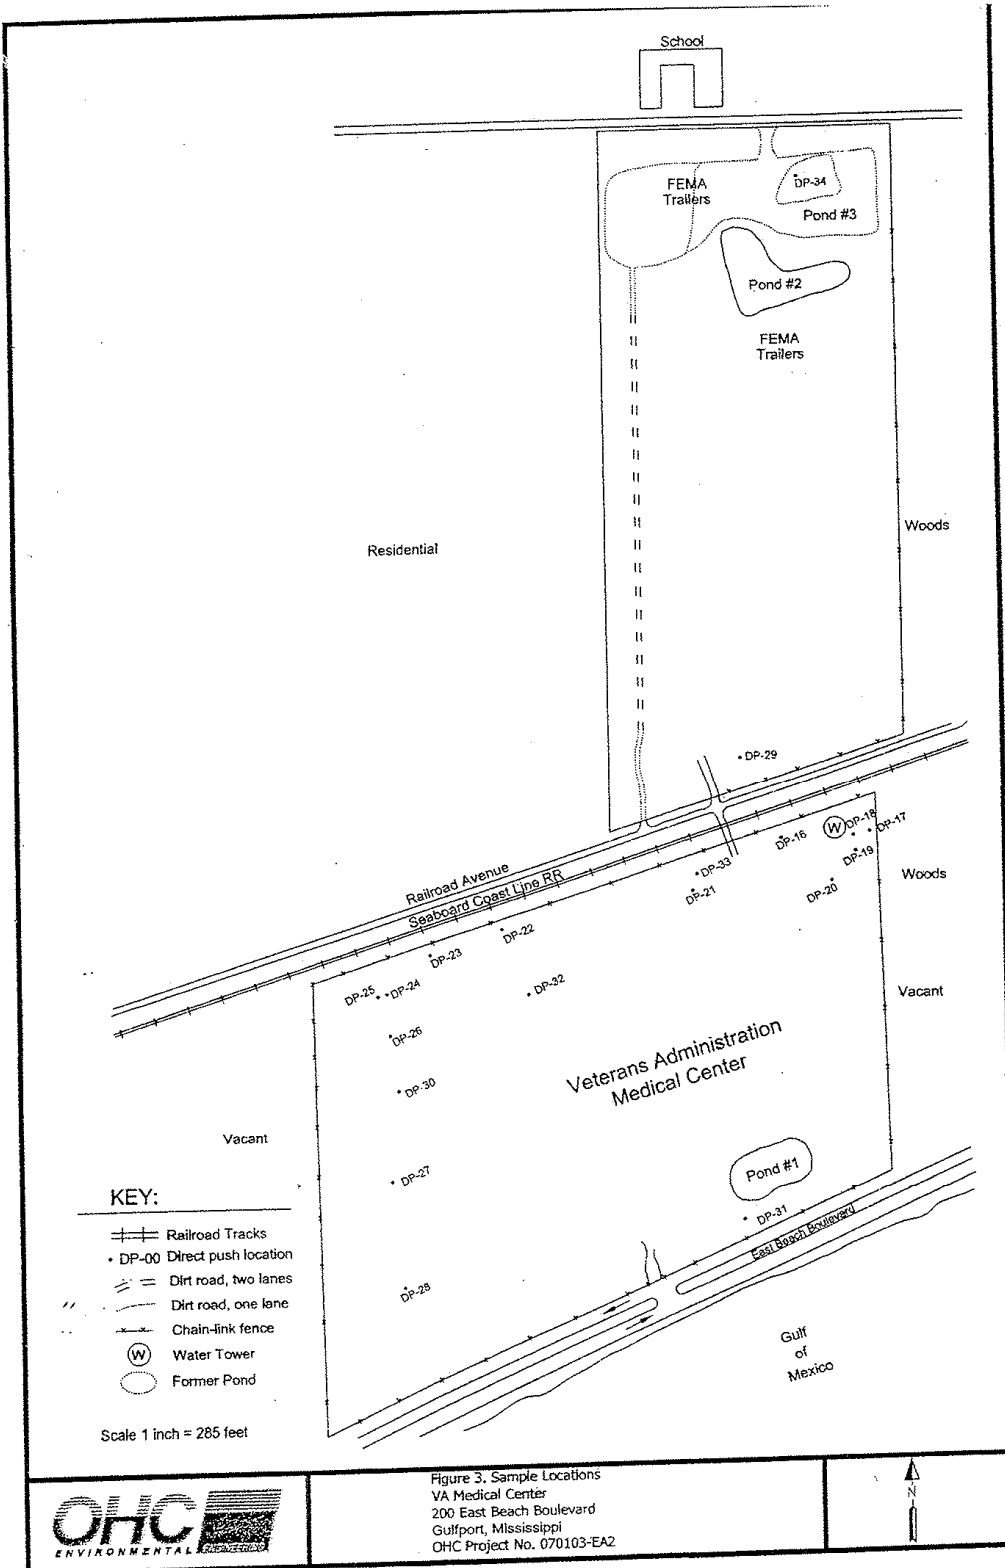 School
FEMA
Trailers
DP-34
Pond #3
Pond #2
FEMA
Trailers
Residential
Woods
DP-29
DP-16
W
DP-18
DP-17
DP-19
DP-20
Railroad Avenue
Seaboard Coast Line RR
DP-33
DP-21
Woods
DP-22
DP-23
DP-25
DP-24
DP-32
DP-26
Vacant
Veterans Administration
Medical Center
DP-30
Vacant
DP-27
Pond #1
DP-31
East Beach Boulevard
DP-28
Gulf
of
Mexico
KEY:
Railroad Tracks
DP-00 Direct push location
Dirt road, two lanes
Dirt road, one lane
Chain-link fence
W Water Tower
Former Pond
Scale 1 inch = 285 feet
OHC
ENVIRONMENTAL
Figure 3. Sample Locations
VA Medical Center
200 East Beach Boulevard
Gulfport, Mississippi
OHC Project No. 070103-EA2
N